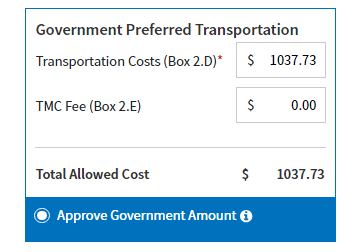 Government Preferred Transportation
Transportation Costs (Box 2.D)* $ 1037.73
TMC Fee (Box 2.E) $ 0.00
Total Allowed Cost $ 1037.73
Approve Government Amount